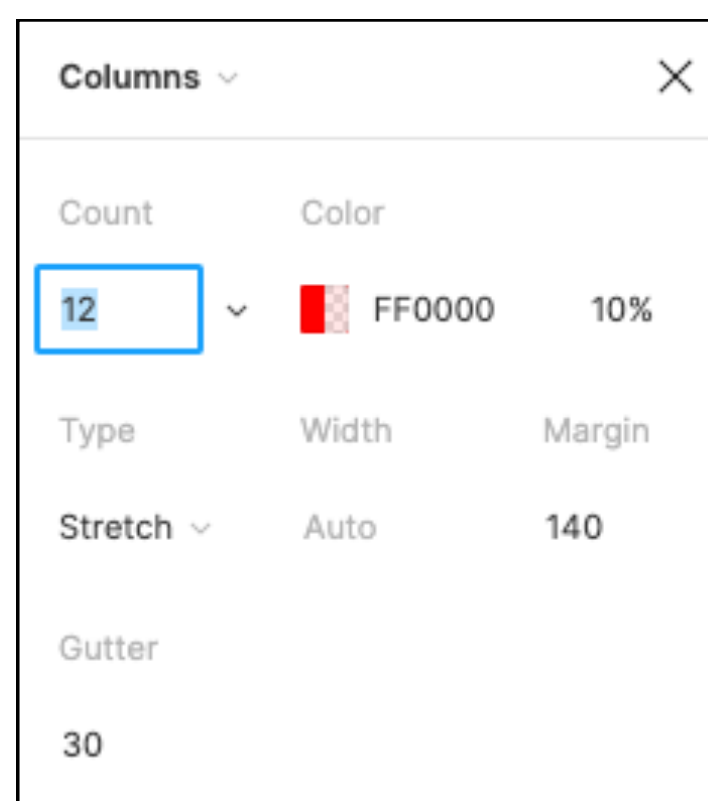 Columns
Count Color
12 FF0000 10%
Type Width Margin
Stretch Auto 140
Gutter
30